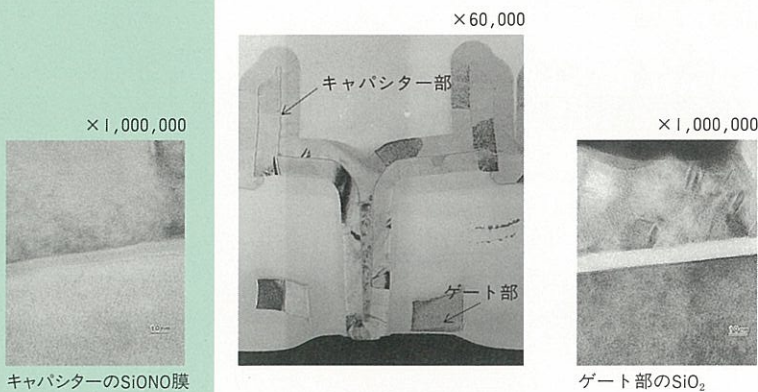 ×60,000
キャパシター部
ゲート部
×1,000,000
キャパシターのSiONO膜
×1,000,000
ゲート部のSiO₂